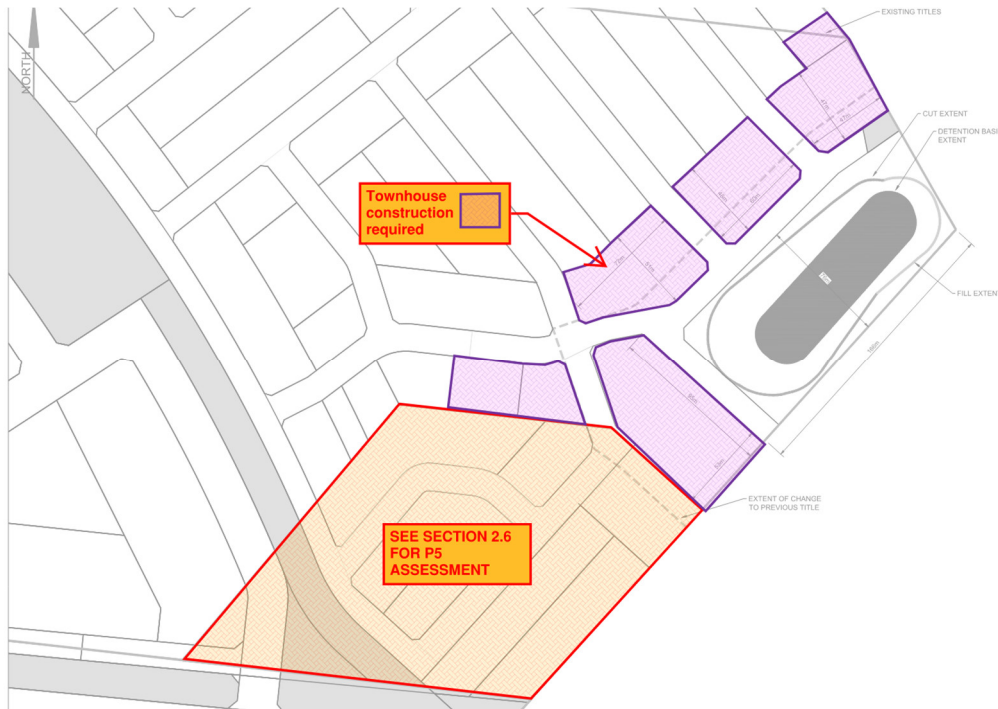 NORTH
EXISTING TITLES
CUT EXTENT
DETENTION BASI
EXTENT
Townhouse
construction
required
FILL EXTEN
EXTENT OF CHANGE
TO PREVIOUS TITLE
SEE SECTION 2.6
FOR P5
ASSESSMENT